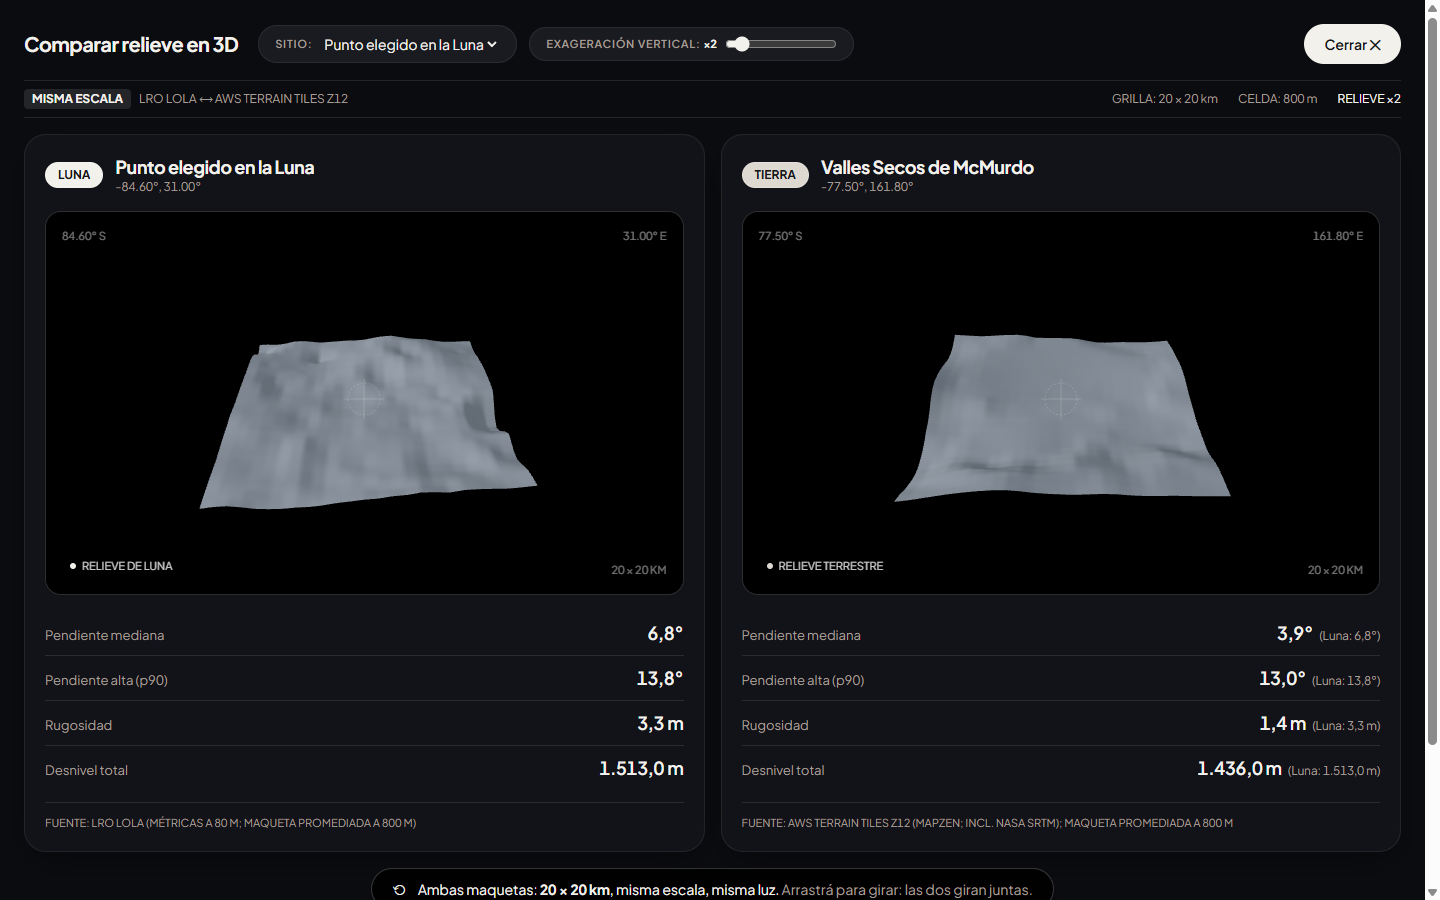 Comparar relieve en 3D
SITIO: Punto elegido en la Luna
EXAGERACIÓN VERTICAL: ×2
Cerrar ×
MISMA ESCALA LRO LOLA ↔ AWS TERRAIN TILES Z12
GRILLA: 20 × 20 km CELDA: 800 m RELIEVE ×2
LUNA
Punto elegido en la Luna
-84.60°, 31.00°
84.60° S
31.00° E
RELIEVE DE LUNA
20 × 20 KM
Pendiente mediana 6,8°
Pendiente alta (p90) 13,8°
Rugosidad 3,3 m
Desnivel total 1.513,0 m
FUENTE: LRO LOLA (MÉTRICAS A 80 M; MAQUETA PROMEDIADA A 800 M)
TIERRA
Valles Secos de McMurdo
-77.50°, 161.80°
77.50° S
161.80° E
RELIEVE TERRESTRE
20 × 20 KM
Pendiente mediana 3,9° (Luna: 6,8°)
Pendiente alta (p90) 13,0° (Luna: 13,8°)
Rugosidad 1,4 m (Luna: 3,3 m)
Desnivel total 1.436,0 m (Luna: 1.513,0 m)
FUENTE: AWS TERRAIN TILES Z12 (MAPZEN; INCL. NASA SRTM); MAQUETA PROMEDIADA A 800 M
Ambas maquetas: 20 × 20 km, misma escala, misma luz. Arrastrá para girar: las dos giran juntas.